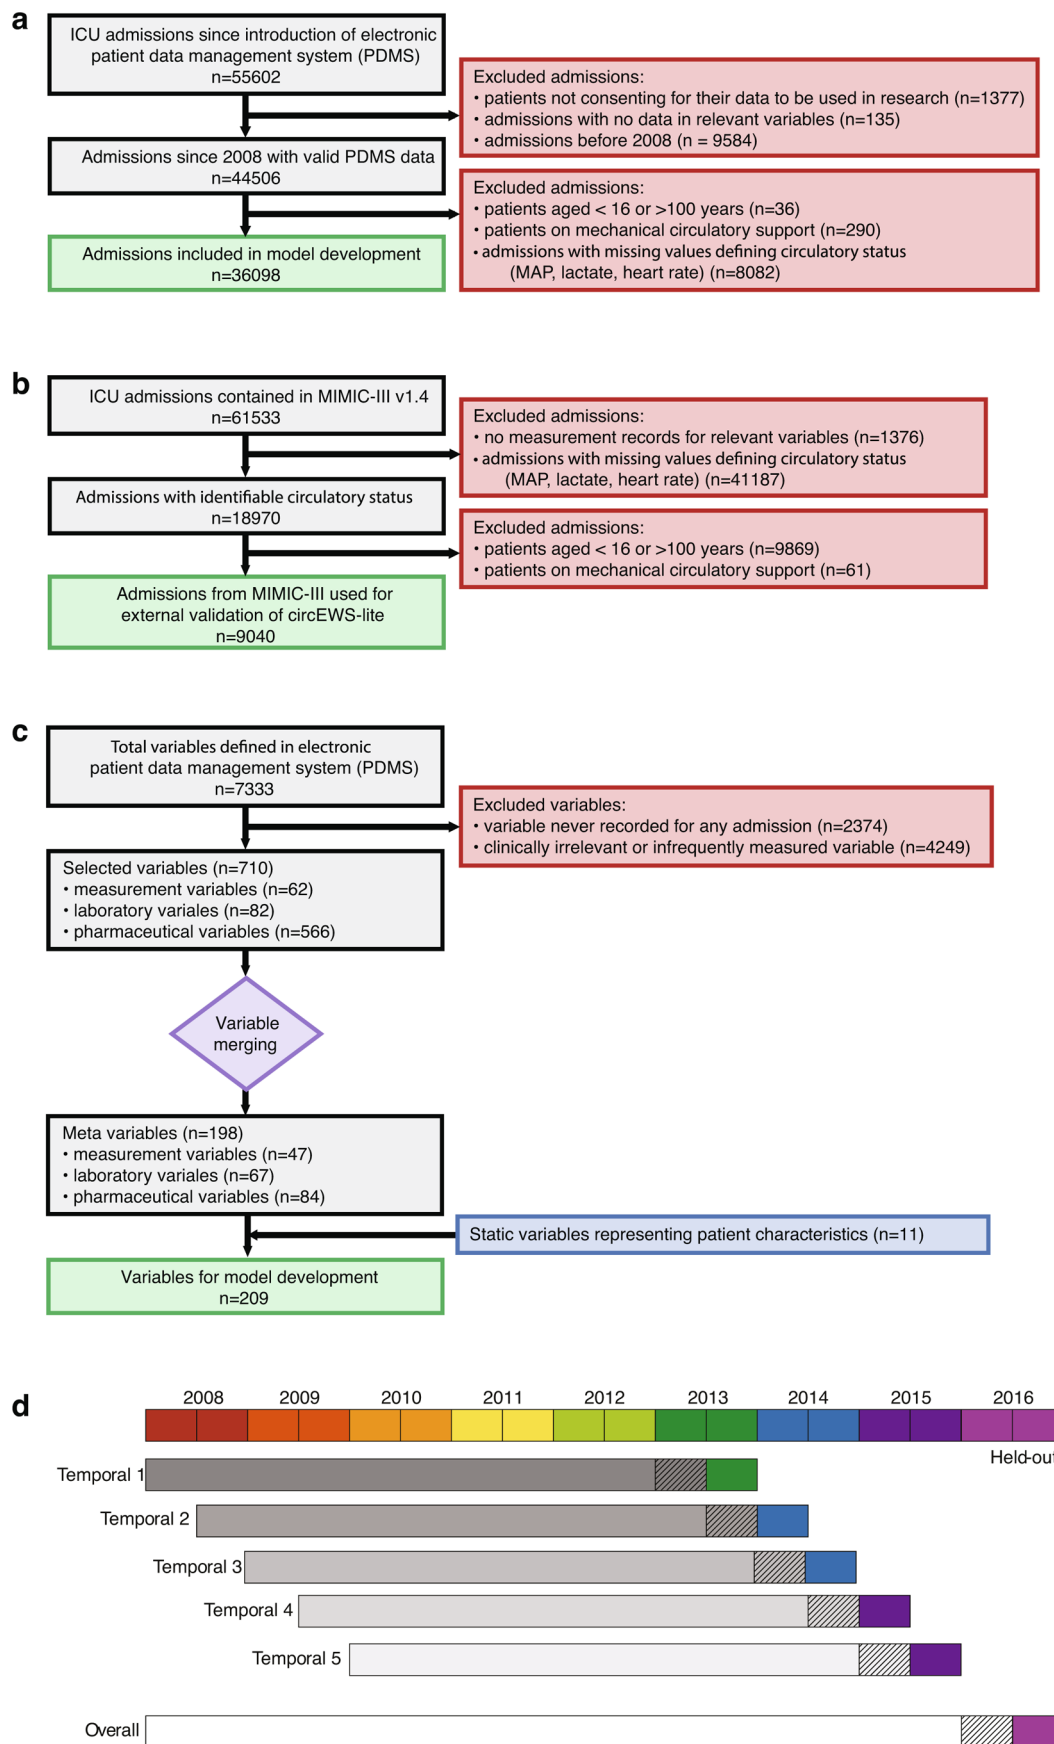 a
ICU admissions since introduction of electronic
patient data management system (PDMS)
n=55602
Excluded admissions:
• patients not consenting for their data to be used in research (n=1377)
• admissions with no data in relevant variables (n=135)
• admissions before 2008 (n = 9584)
Admissions since 2008 with valid PDMS data
n=44506
Excluded admissions:
• patients aged < 16 or >100 years (n=36)
• patients on mechanical circulatory support (n=290)
• admissions with missing values defining circulatory status
(MAP, lactate, heart rate) (n=8082)
Admissions included in model development
n=36098
b
ICU admissions contained in MIMIC-III v1.4
n=61533
Excluded admissions:
• no measurement records for relevant variables (n=1376)
• admissions with missing values defining circulatory status
(MAP, lactate, heart rate) (n=41187)
Admissions with identifiable circulatory status
n=18970
Excluded admissions:
• patients aged < 16 or >100 years (n=9869)
• patients on mechanical circulatory support (n=61)
Admissions from MIMIC-III used for
external validation of circEWS-lite
n=9040
c
Total variables defined in electronic
patient data management system (PDMS)
n=7333
Excluded variables:
• variable never recorded for any admission (n=2374)
• clinically irrelevant or infrequently measured variable (n=4249)
Selected variables (n=710)
• measurement variables (n=62)
• laboratory variales (n=82)
• pharmaceutical variables (n=566)
Variable
merging
Meta variables (n=198)
• measurement variables (n=47)
• laboratory variales (n=67)
• pharmaceutical variables (n=84)
Static variables representing patient characteristics (n=11)
Variables for model development
n=209
d
2008 2009 2010 2011 2012 2013 2014 2015 2016
Held-out
Temporal 1
Temporal 2
Temporal 3
Temporal 4
Temporal 5
Overall